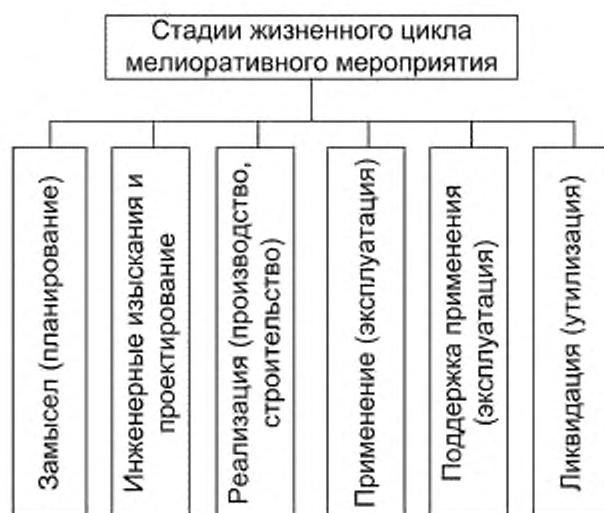 Стадии жизненного цикла
мелиоративного мероприятия
Замысел (планирование)
Инженерные изыскания и
проектирование
Реализация (производство,
строительство)
Применение (эксплуатация)
Поддержка применения
(эксплуатация)
Ликвидация (утилизация)